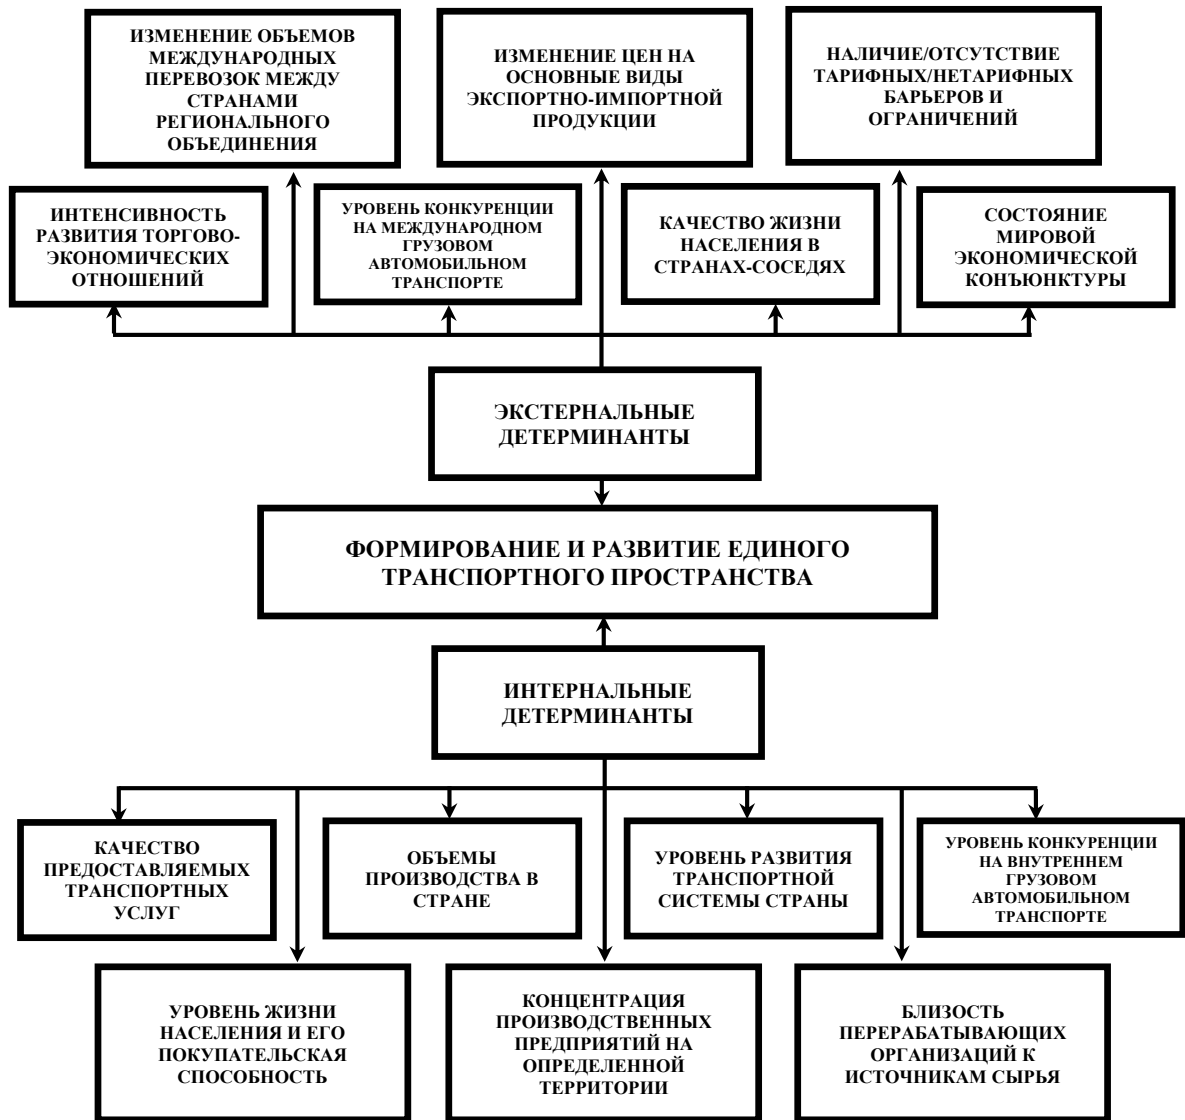 ИЗМЕНЕНИЕ ОБЪЕМОВ
МЕЖДУНАРОДНЫХ
ПЕРЕВОЗОК МЕЖДУ
СТРАНАМИ
РЕГИОНАЛЬНОГО
ОБЪЕДИНЕНИЯ
ИЗМЕНЕНИЕ ЦЕН НА
ОСНОВНЫЕ ВИДЫ
ЭКСПОРТНО-ИМПОРТНОЙ
ПРОДУКЦИИ
НАЛИЧИЕ/ОТСУТСТВИЕ
ТАРИФНЫХ/НЕТАРИФНЫХ
БАРЬЕРОВ И
ОГРАНИЧЕНИЙ
ИНТЕНСИВНОСТЬ
РАЗВИТИЯ ТОРГОВО-
ЭКОНОМИЧЕСКИХ
ОТНОШЕНИЙ
УРОВЕНЬ КОНКУРЕНЦИИ
НА МЕЖДУНАРОДНОМ
ГРУЗОВОМ
АВТОМОБИЛЬНОМ
ТРАНСПОРТЕ
КАЧЕСТВО ЖИЗНИ
НАСЕЛЕНИЯ В
СТРАНАХ-СОСЕДЯХ
СОСТОЯНИЕ
МИРОВОЙ
ЭКОНОМИЧЕСКОЙ
КОНЪЮНКТУРЫ
ЭКСТЕРНАЛЬНЫЕ
ДЕТЕРМИНАНТЫ
ФОРМИРОВАНИЕ И РАЗВИТИЕ ЕДИНОГО
ТРАНСПОРТНОГО ПРОСТРАНСТВА
ИНТЕРНАЛЬНЫЕ
ДЕТЕРМИНАНТЫ
КАЧЕСТВО
ПРЕДОСТАВЛЯЕМЫХ
ТРАНСПОРТНЫХ
УСЛУГ
ОБЪЕМЫ
ПРОИЗВОДСТВА В
СТРАНЕ
УРОВЕНЬ РАЗВИТИЯ
ТРАНСПОРТНОЙ
СИСТЕМЫ СТРАНЫ
УРОВЕНЬ КОНКУРЕНЦИИ
НА ВНУТРЕННЕМ
ГРУЗОВОМ
АВТОМОБИЛЬНОМ
ТРАНСПОРТЕ
УРОВЕНЬ ЖИЗНИ
НАСЕЛЕНИЯ И ЕГО
ПОКУПАТЕЛЬСКАЯ
СПОСОБНОСТЬ
КОНЦЕНТРАЦИЯ
ПРОИЗВОДСТВЕННЫХ
ПРЕДПРИЯТИЙ НА
ОПРЕДЕЛЕННОЙ
ТЕРРИТОРИИ
БЛИЗОСТЬ
ПЕРЕРАБАТЫВАЮЩИХ
ОРГАНИЗАЦИЙ К
ИСТОЧНИКАМ СЫРЬЯ